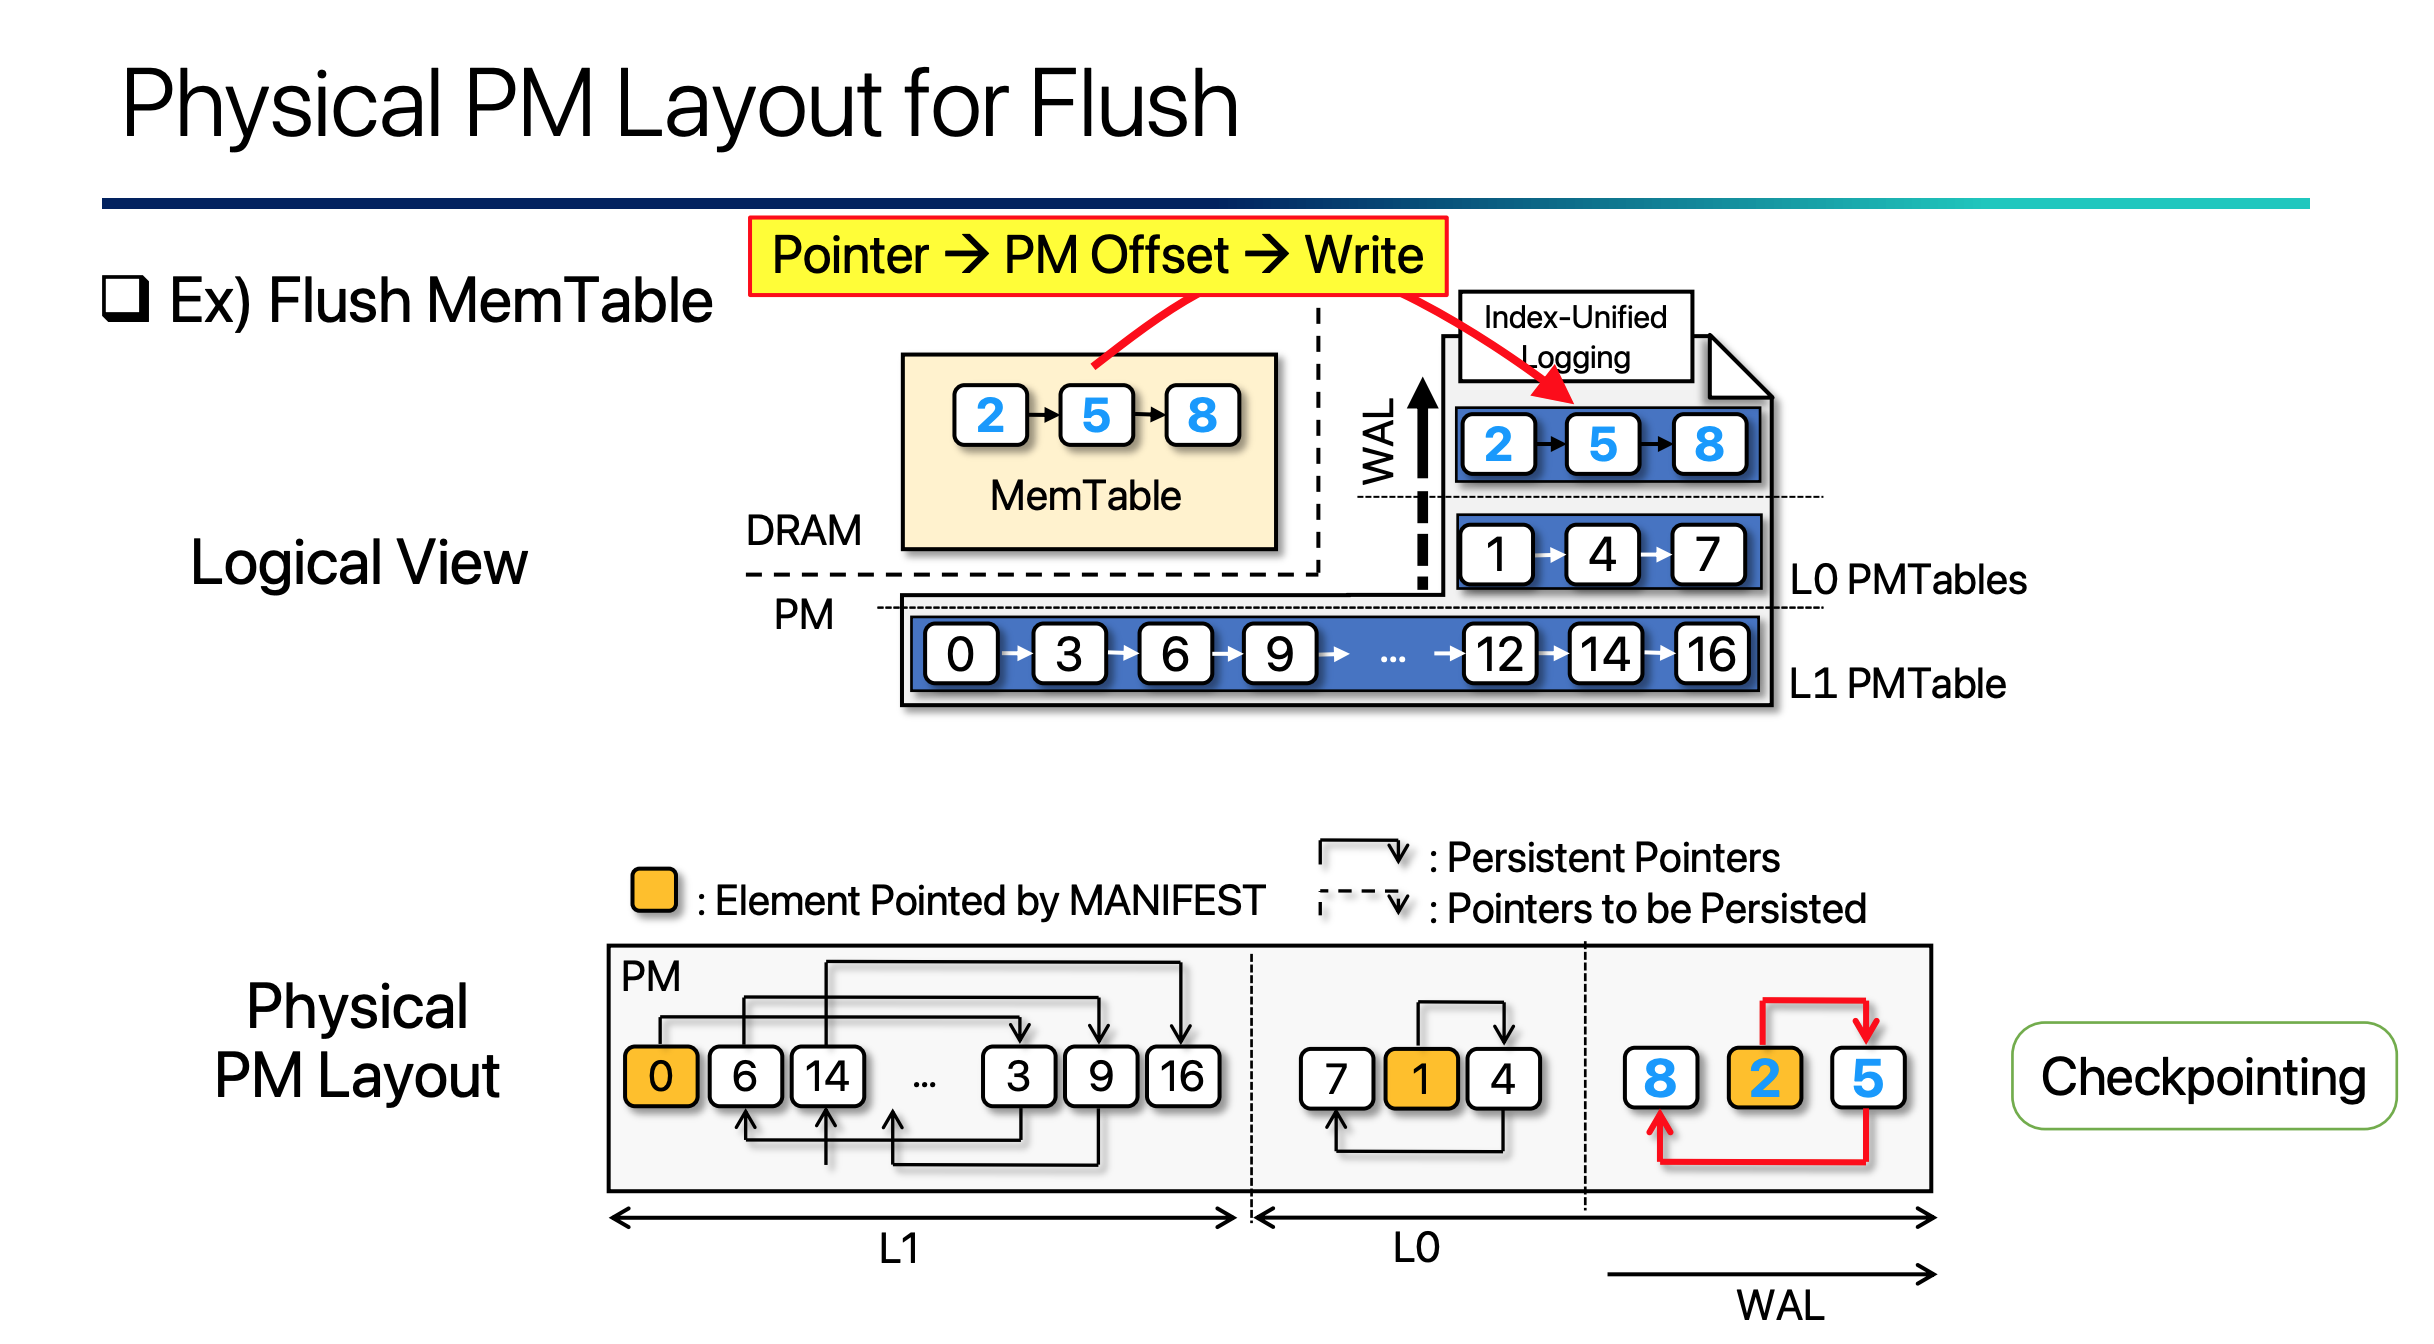 Physical PM Layout for Flush
Pointer → PM Offset → Write
❑ Ex) Flush MemTable
Index-Unified
Logging
2 5 8
MemTable
WAL
2 5 8
DRAM
Logical View
1 4 7
L0 PMTables
PM
0 3 6 9 ... 12 14 16
L1 PMTable
: Element Pointed by MANIFEST
: Persistent Pointers
: Pointers to be Persisted
Physical
PM Layout
PM
0 6 14 ... 3 9 16
7 1 4
8 2 5
Checkpointing
L1
L0
WAL